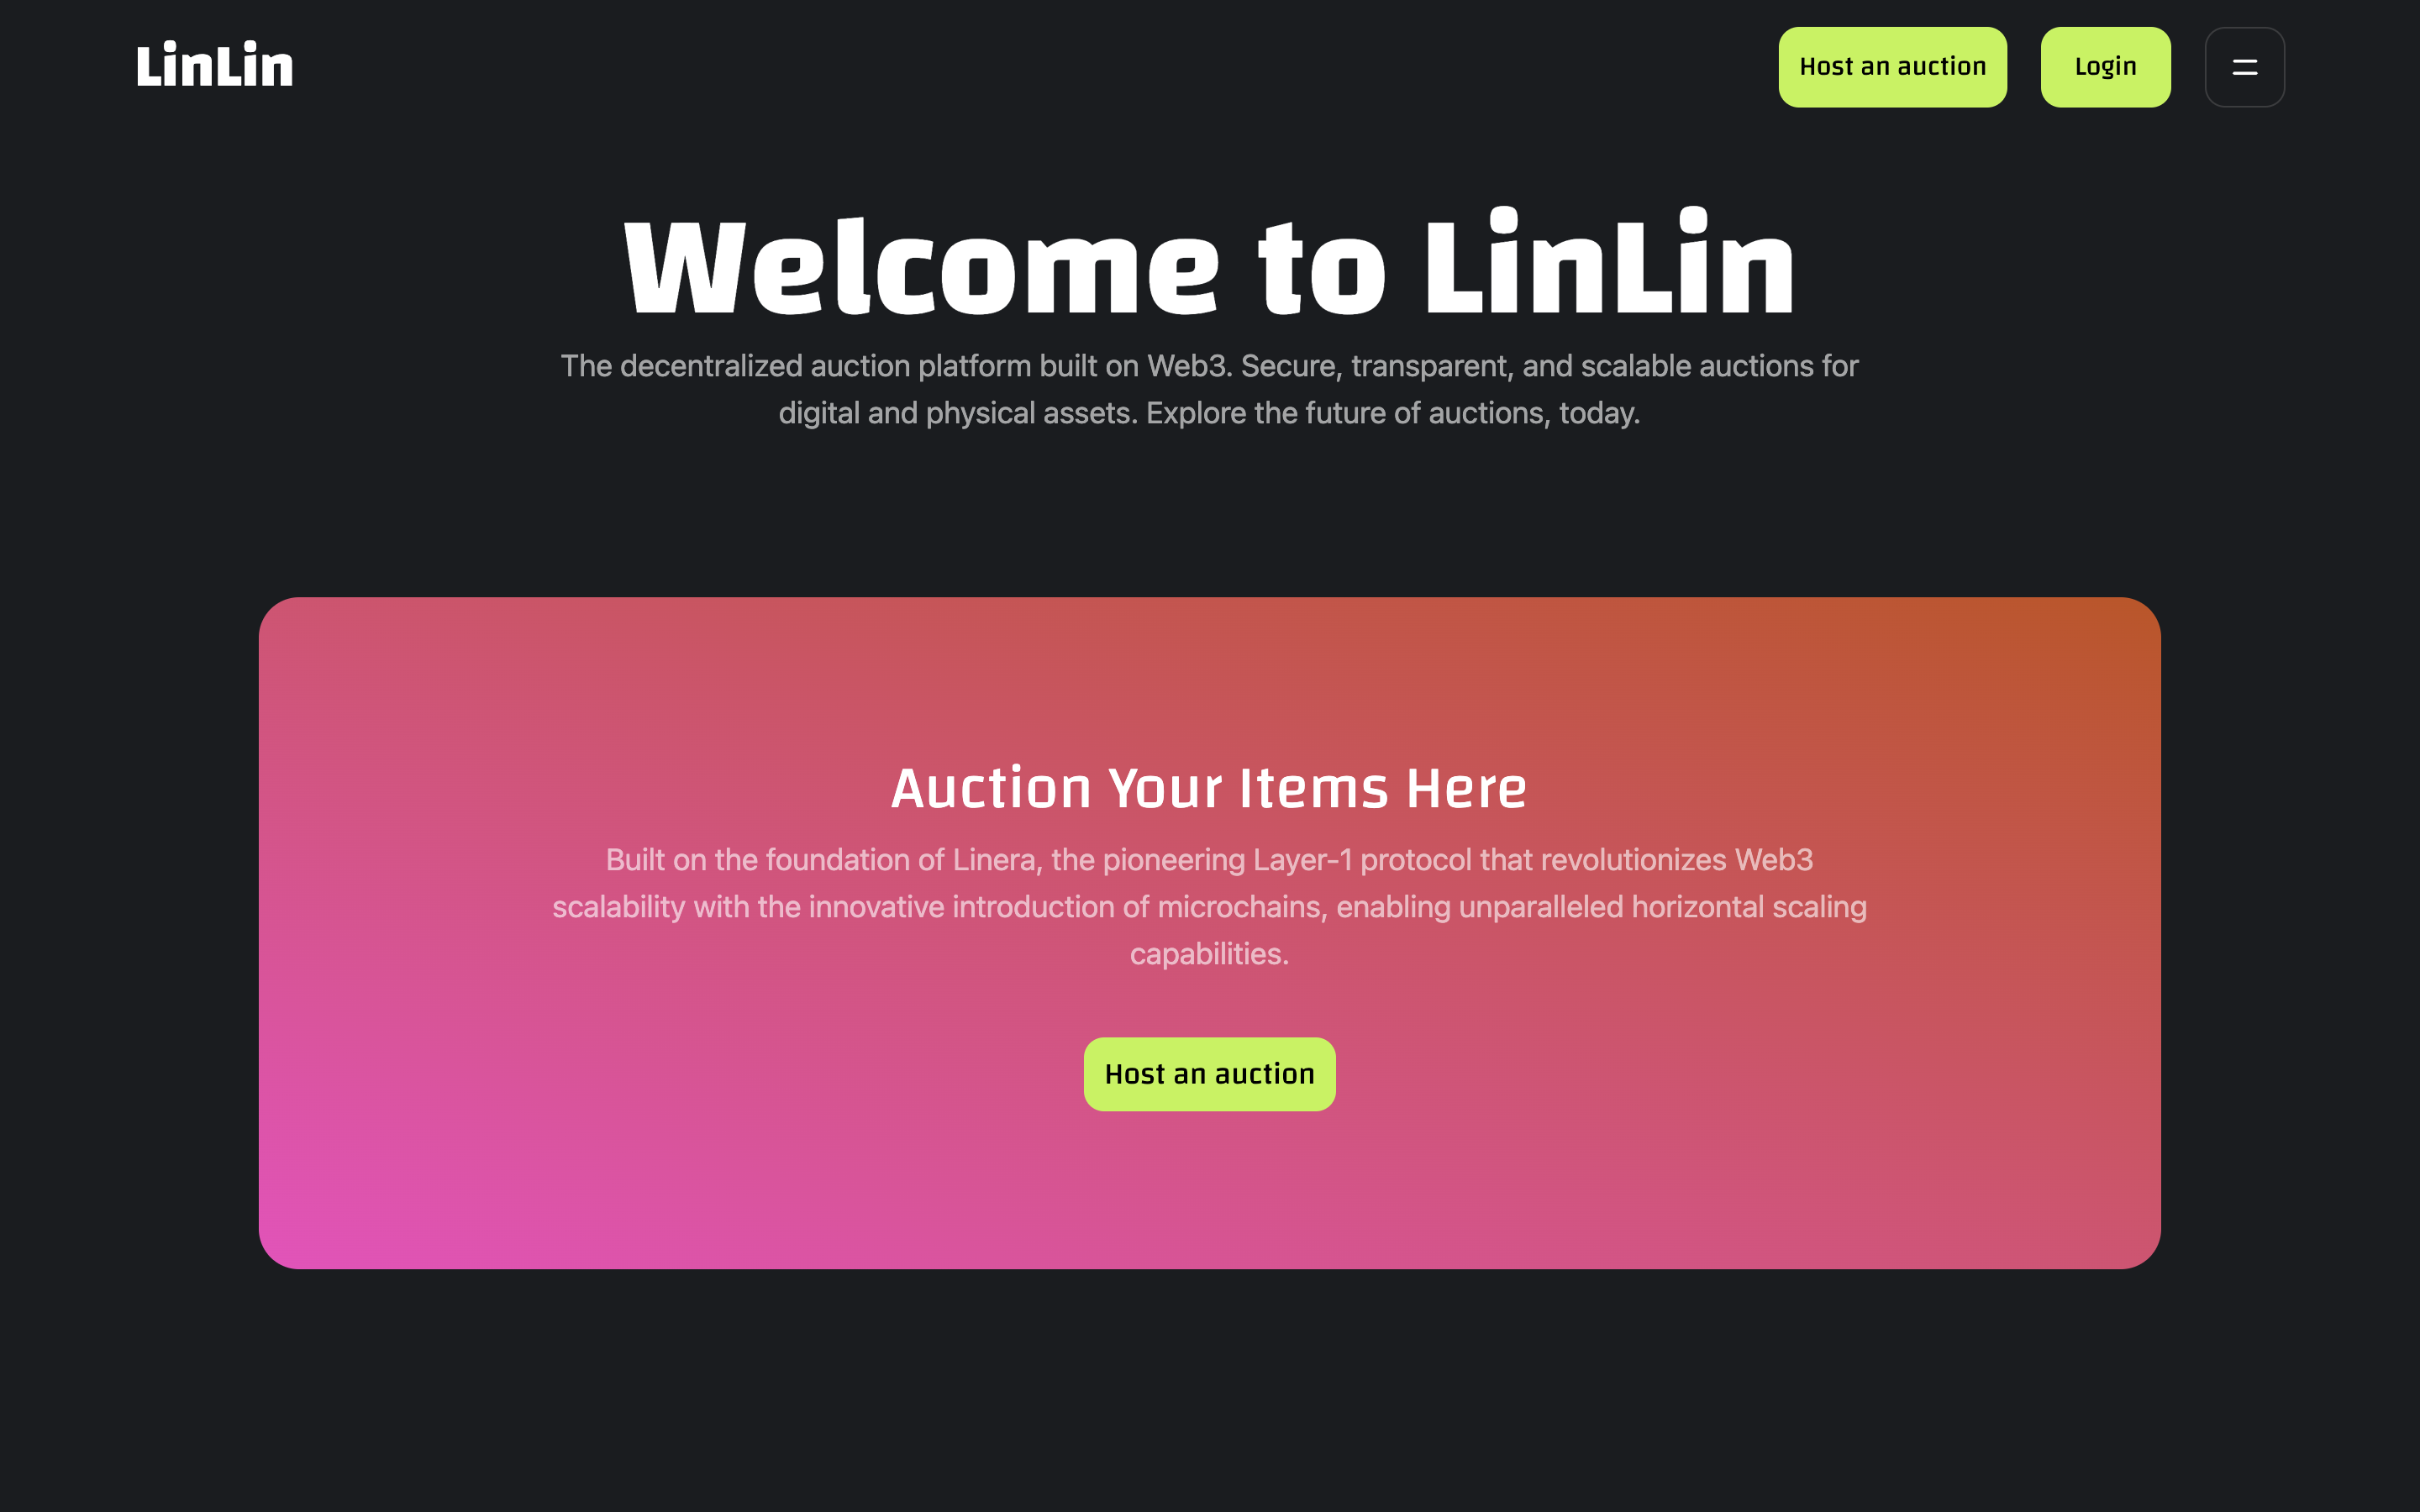 LinLin
Host an auction
Login
Welcome to LinLin
The decentralized auction platform built on Web3. Secure, transparent, and scalable auctions for
digital and physical assets. Explore the future of auctions, today.
Auction Your Items Here
Built on the foundation of Linera, the pioneering Layer-1 protocol that revolutionizes Web3
scalability with the innovative introduction of microchains, enabling unparalleled horizontal scaling
capabilities.
Host an auction